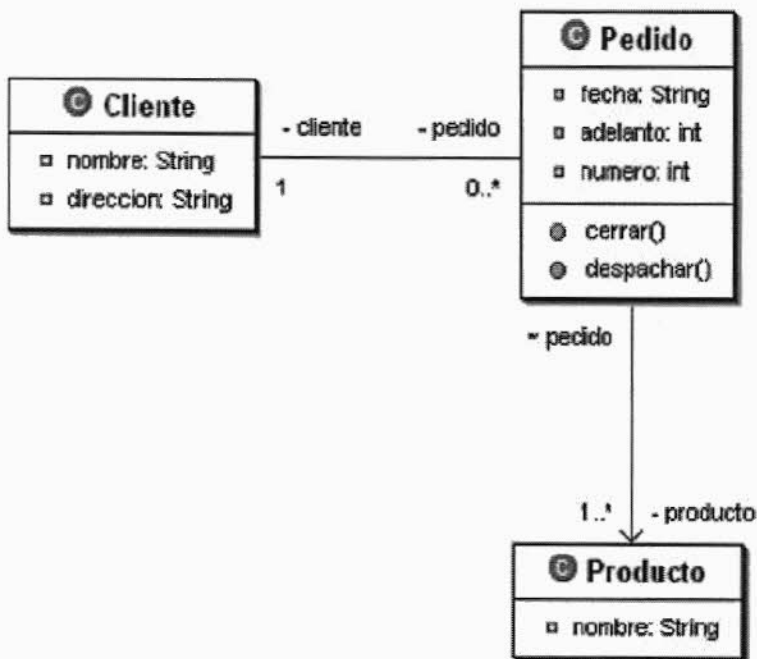 C Pedido
fecha: String
adelanto: int
numero: int
cerrar()
despachar()
C Cliente
nombre: String
direccion: String
- cliente
- pedido
1
0..*
~ pedido
1..*
- producto
C Producto
nombre: String